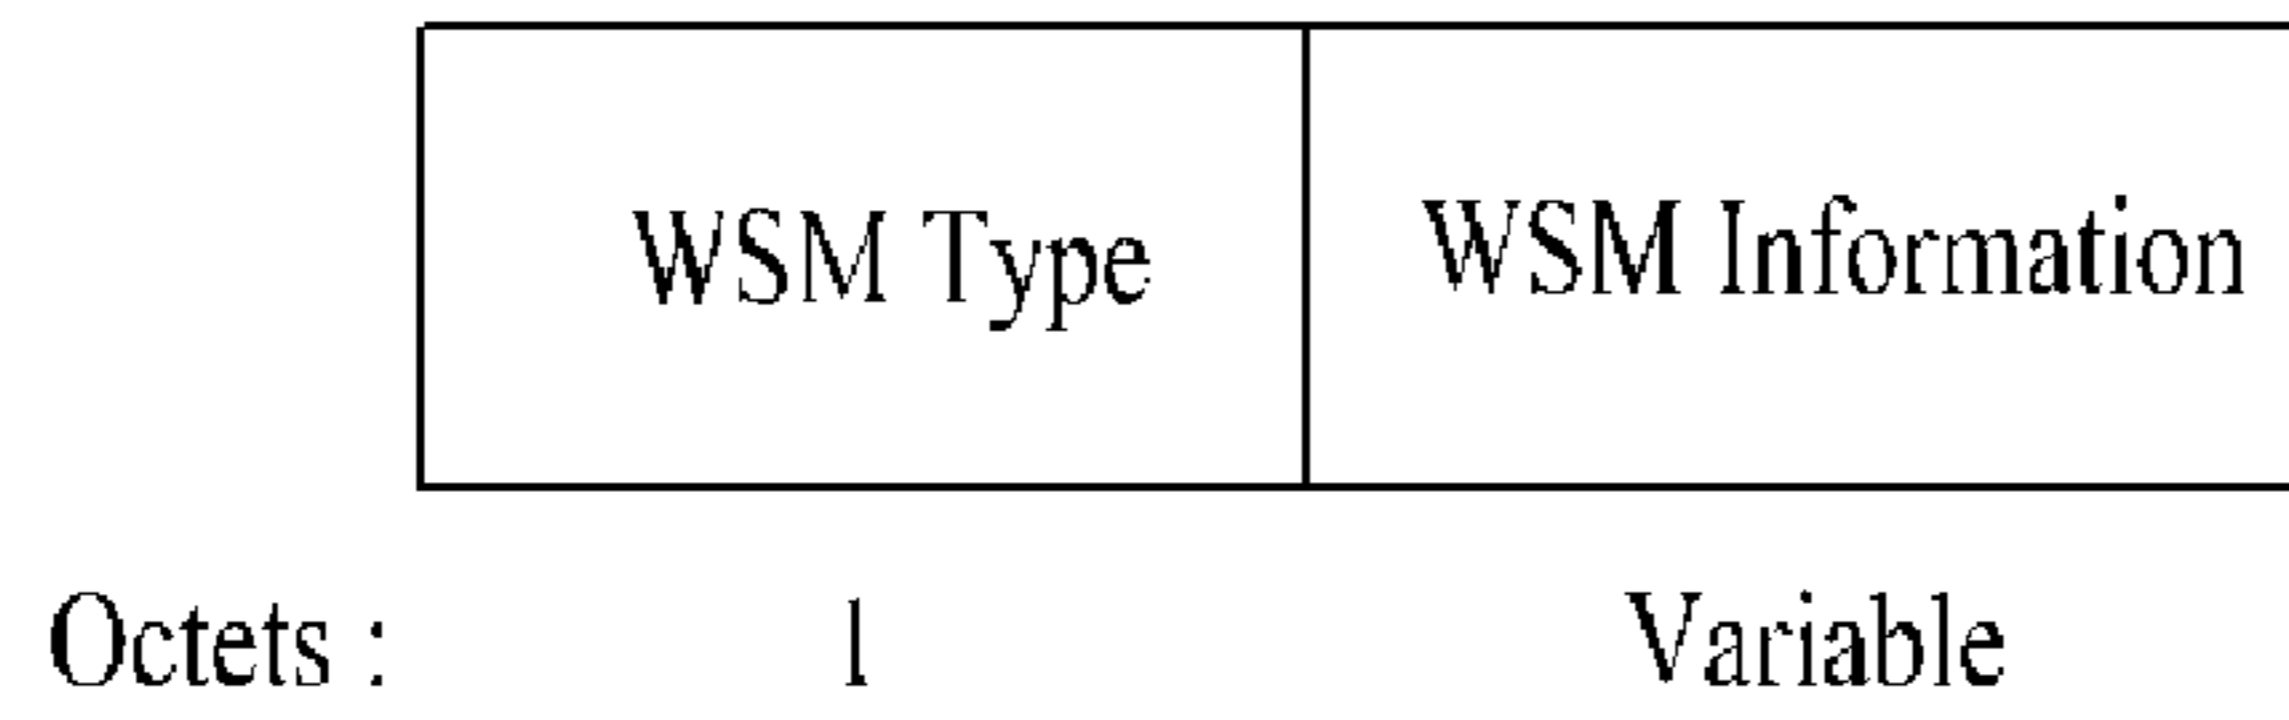 WSM Type WSM Information
Octets : 1 Variable